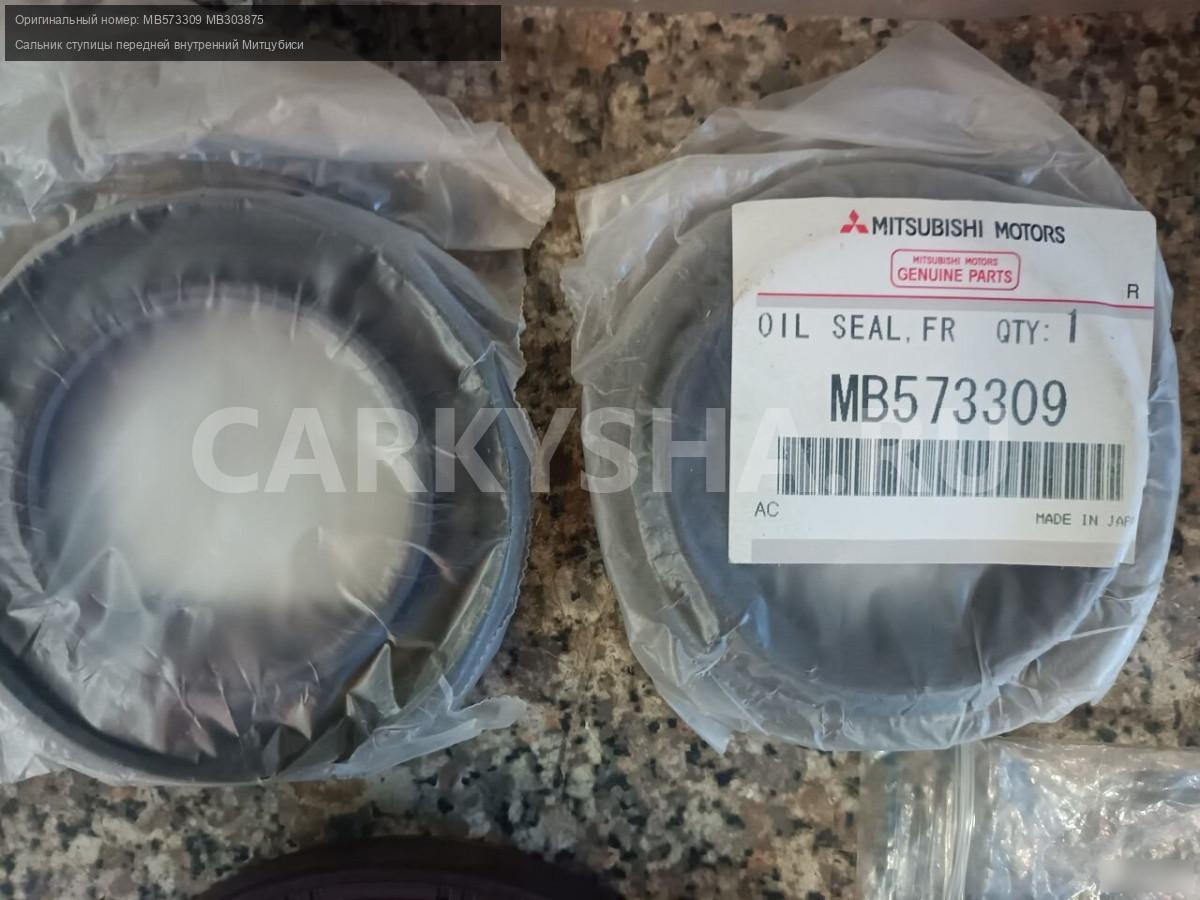 Оригинальный номер: MB573309 MB303875
Сальник ступицы передней внутренний Митцубиси
MITSUBISHI MOTORS
MITSUBISHI MOTORS
GENUINE PARTS
R
OIL SEAL, FR QTY: 1
MB573309
CARKYSHA.RU
AC
MADE IN JAP